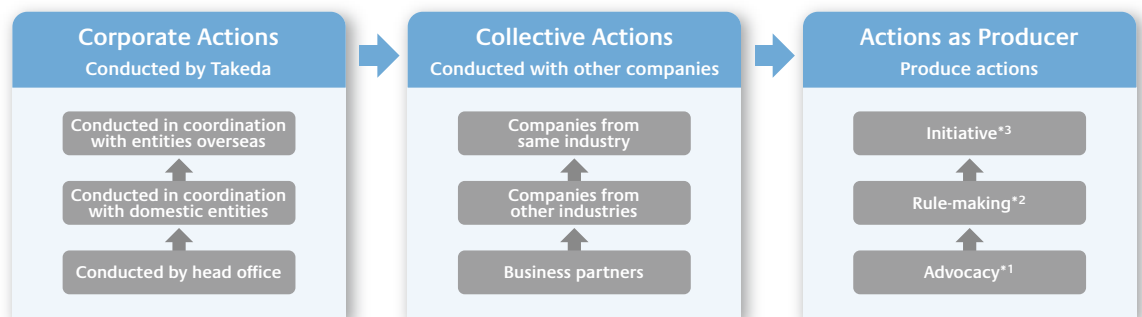 Corporate Actions
Conducted by Takeda
Conducted in coordination
with entities overseas
Conducted in coordination
with domestic entities
Conducted by head office
Collective Actions
Conducted with other companies
Companies from
same industry
Companies from
other industries
Business partners
Actions as Producer
Produce actions
Initiative*3
Rule-making*2
Advocacy*1